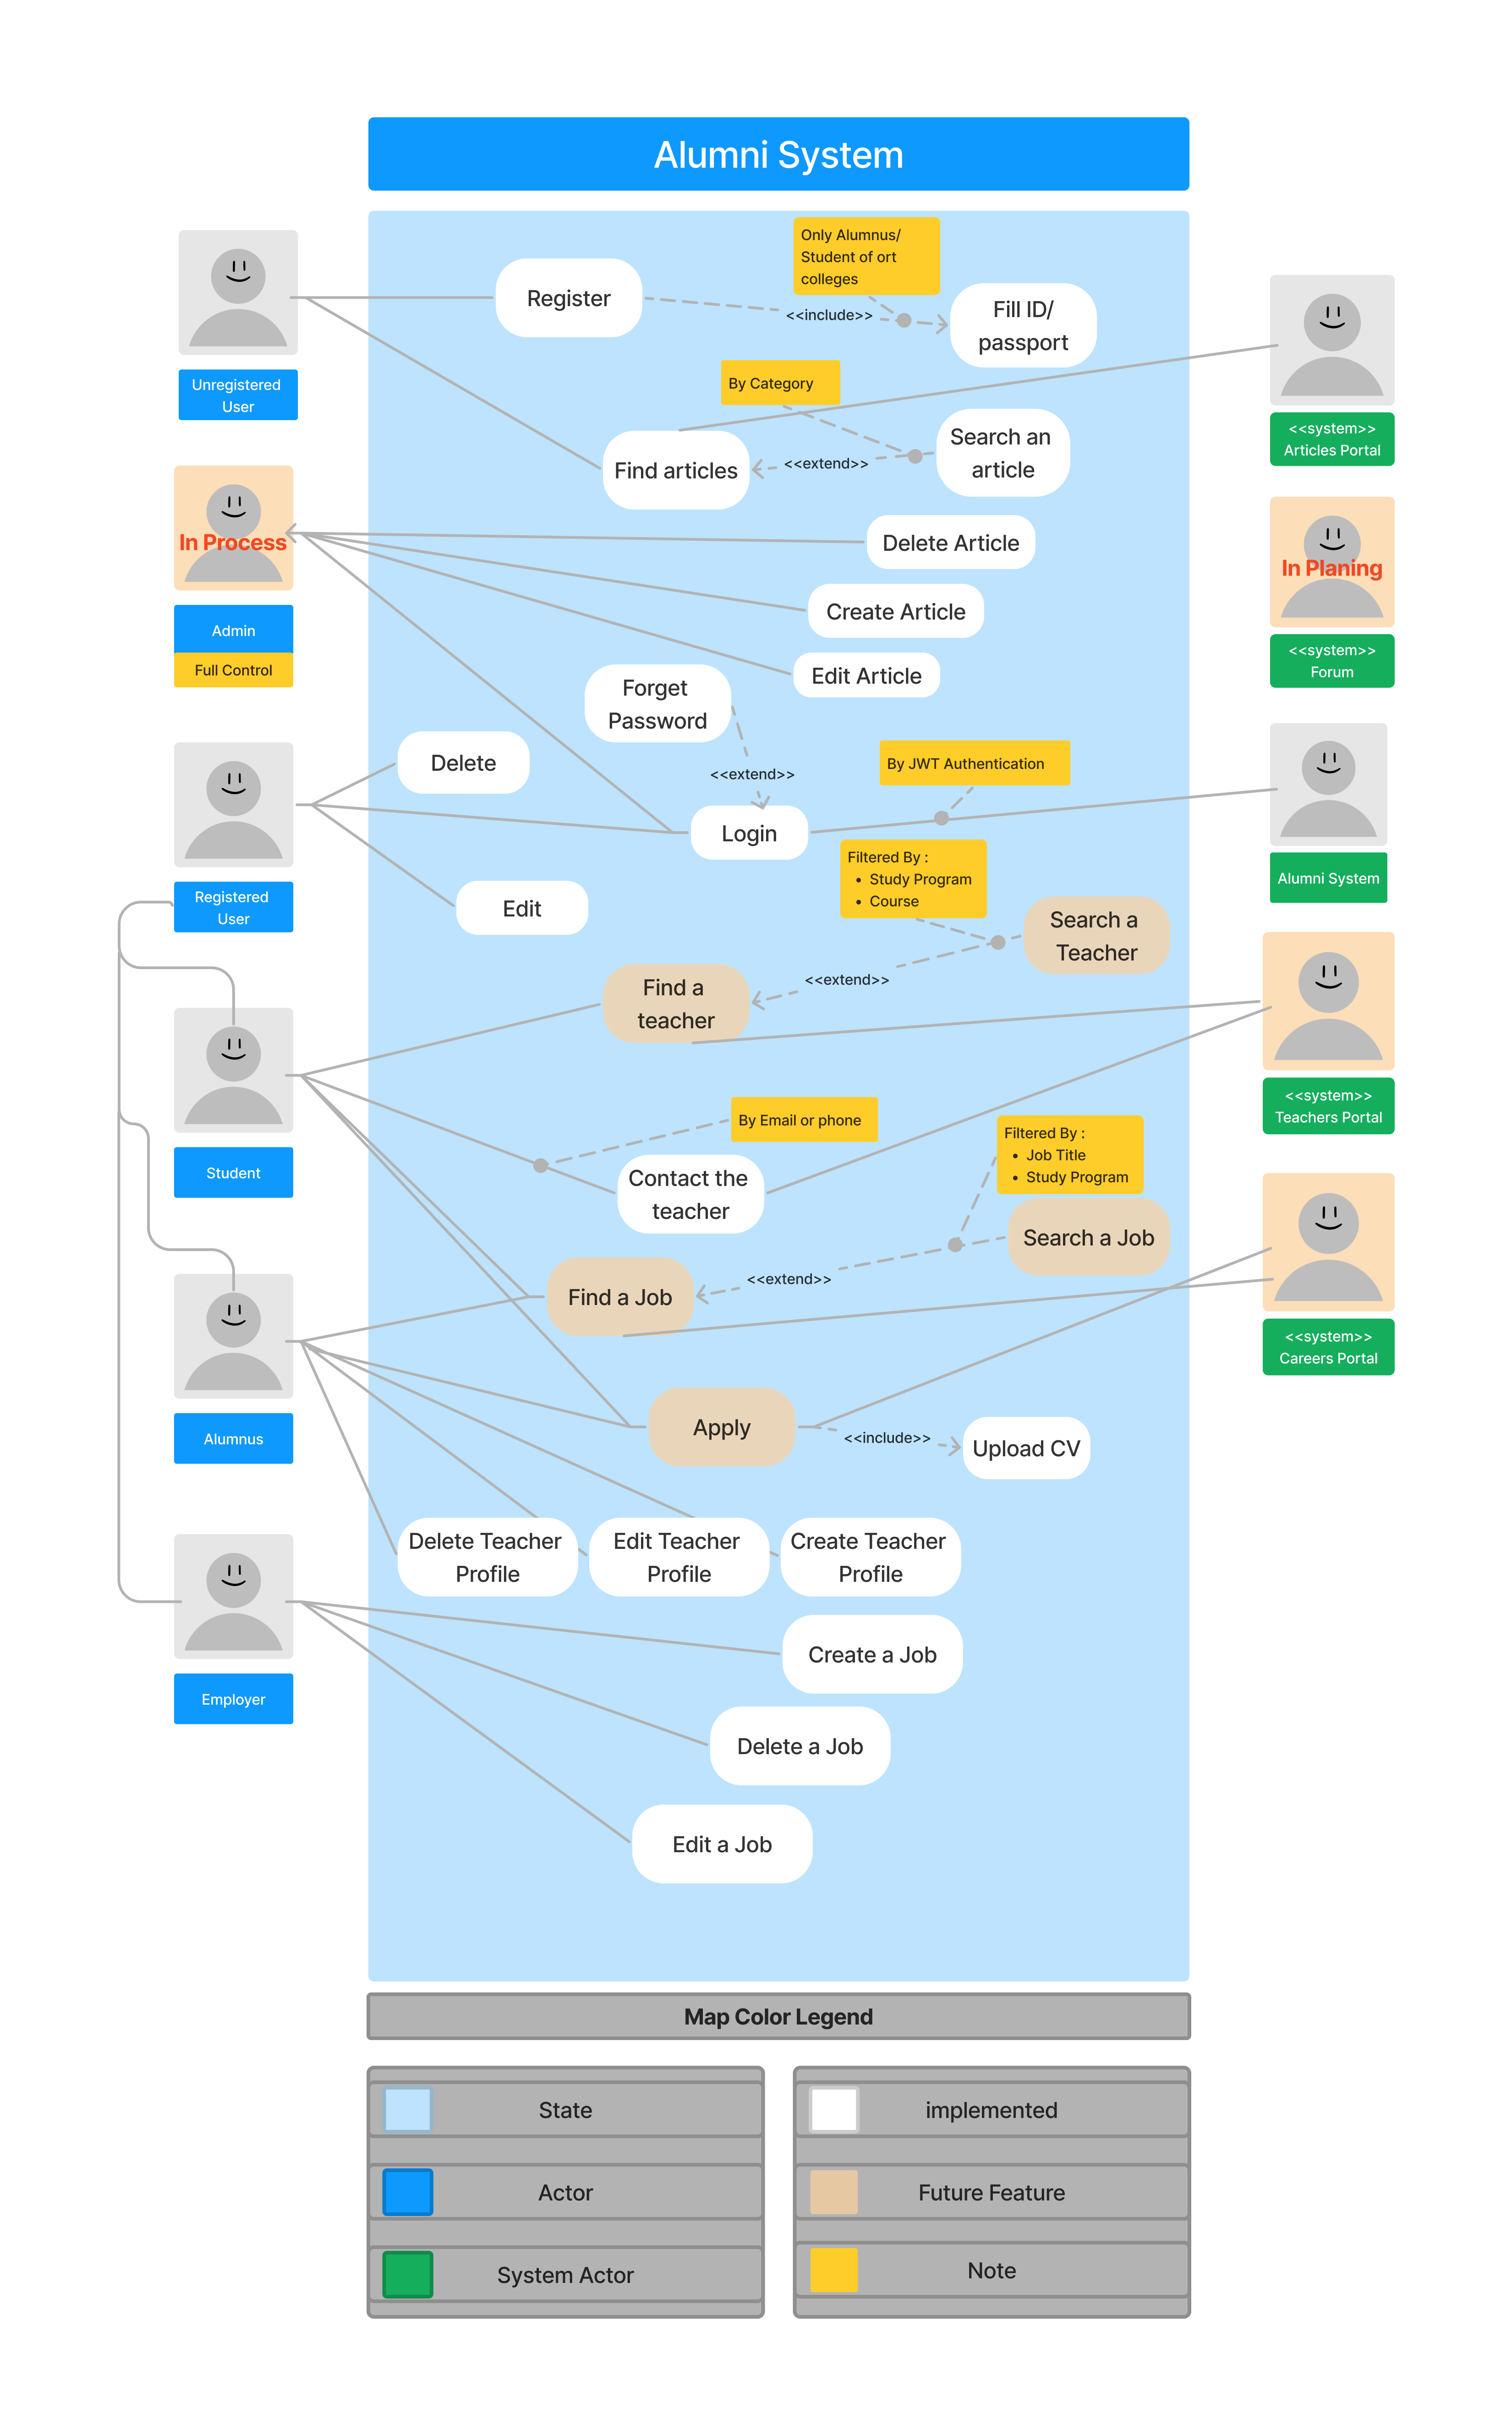 Alumni System
Only Alumnus/
Student of ort
colleges
Register
<<include>>
Fill ID/
passport
Unregistered
User
By Category
Find articles
<<extend>>
Search an
article
<<system>>
Articles Portal
In Process
Admin
Full Control
Delete Article
Create Article
Edit Article
In Planing
<<system>>
Forum
Forget
Password
<<extend>>
Delete
By JWT Authentication
Login
Edit
Registered
User
Alumni System
Filtered By :
• Study Program
• Course
Search a
Teacher
<<extend>>
Find a
teacher
<<system>>
Teachers Portal
Student
By Email or phone
Contact the
teacher
Filtered By :
• Job Title
• Study Program
Search a Job
<<extend>>
Find a Job
<<system>>
Careers Portal
Alumnus
Apply
<<include>>
Upload CV
Delete Teacher
Profile
Edit Teacher
Profile
Create Teacher
Profile
Employer
Create a Job
Delete a Job
Edit a Job
Map Color Legend
State
Actor
System Actor
implemented
Future Feature
Note